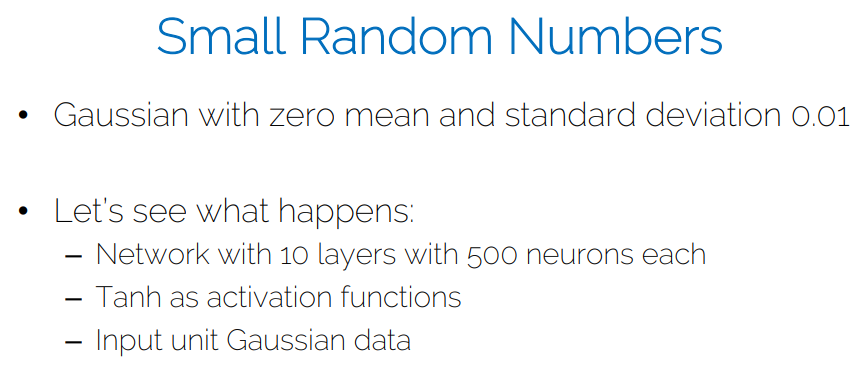 Small Random Numbers
• Gaussian with zero mean and standard deviation 0.01
• Let's see what happens:
– Network with 10 layers with 500 neurons each
– Tanh as activation functions
– Input unit Gaussian data